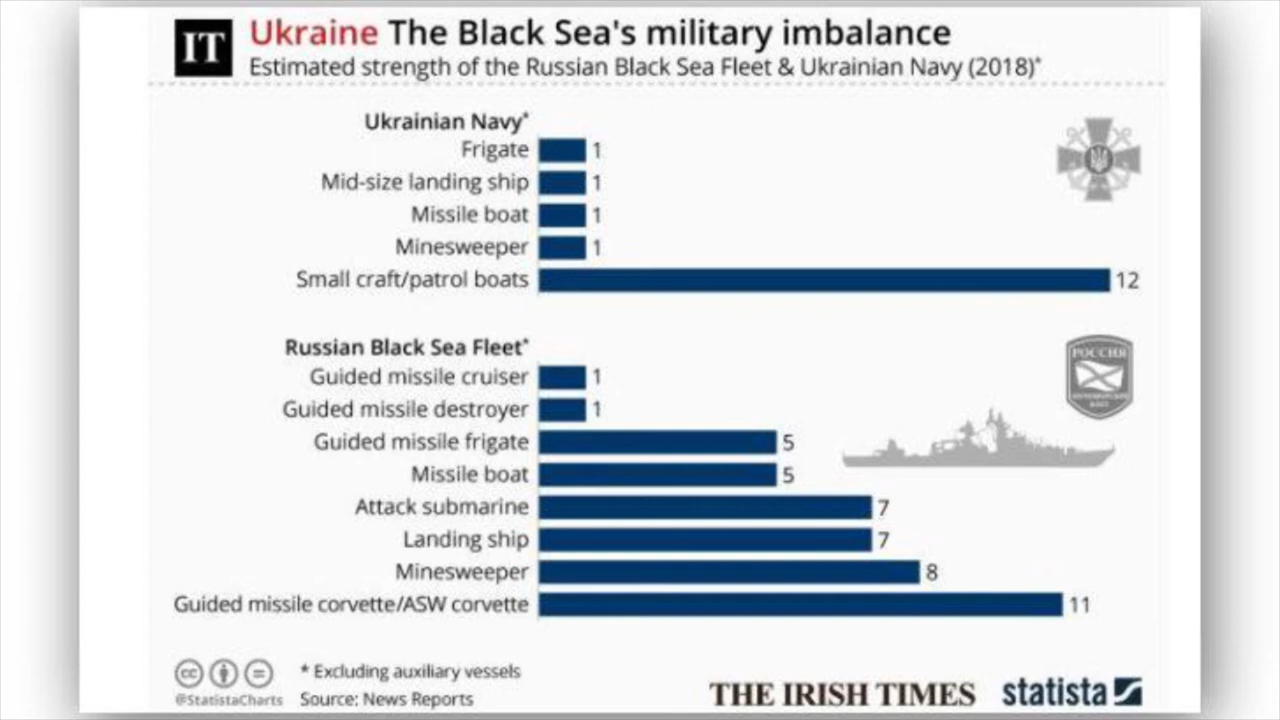 IT
Ukraine The Black Sea's military imbalance
Estimated strength of the Russian Black Sea Fleet & Ukrainian Navy (2018)*
Ukrainian Navy*
Frigate 1
Mid-size landing ship 1
Missile boat 1
Minesweeper 1
Small craft/patrol boats 12
Russian Black Sea Fleet*
Guided missile cruiser 1
Guided missile destroyer 1
Guided missile frigate 5
Missile boat 5
Attack submarine 7
Landing ship 7
Minesweeper 8
Guided missile corvette/ASW corvette 11
РОССИЯ
cc
* Excluding auxiliary vessels
@StatistaCharts Source: News Reports
THE IRISH TIMES statista